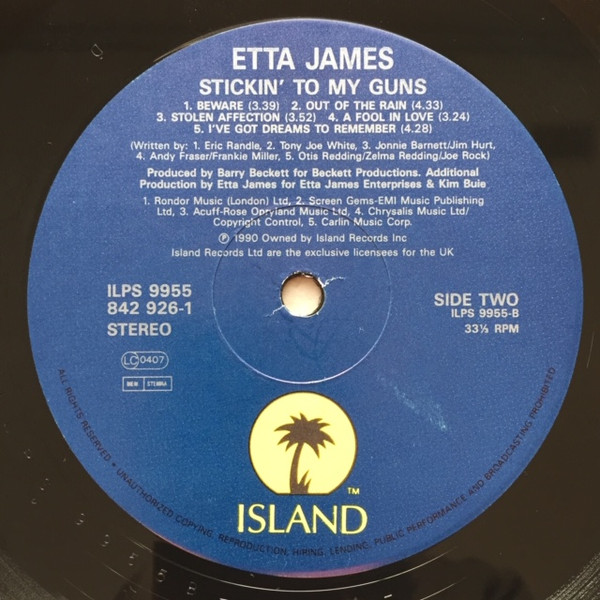 ETTA JAMES
STICKIN' TO MY GUNS
1. BEWARE (3.39) 2. OUT OF THE RAIN (4.33)
3. STOLEN AFFECTION (3.52) 4. A FOOL IN LOVE (3.24)
5. I'VE GOT DREAMS TO REMEMBER (4.28)
(Written by: 1. Eric Randle, 2. Tony Joe White, 3. Jonnie Barnett/Jim Hurt,
4. Andy Fraser/Frankie Miller, 5. Otis Redding/Zelma Redding/Joe Rock)
Produced by Barry Beckett for Beckett Productions. Additional
Production by Etta James for Etta James Enterprises & Kim Buie
1. Rondor Music (London) Ltd, 2. Screen Gems-EMI Music Publishing
Ltd, 3. Acuff-Rose Opryland Music Ltd, 4. Chrysalis Music Ltd/
Copyright Control, 5. Carlin Music Corp.
Ⓟ 1990 Owned by Island Records Inc
Island Records Ltd are the exclusive licensees for the UK
ILPS 9955
842 926-1
STEREO
SIDE TWO
ILPS 9955-B
33⅓ RPM
LC 0407
STEMRA
TM
ISLAND
ALL RIGHTS RESERVED • UNAUTHORIZED COPYING, REPRODUCTION, HIRING, LENDING, PUBLIC PERFORMANCE AND BROADCASTING PROHIBITED